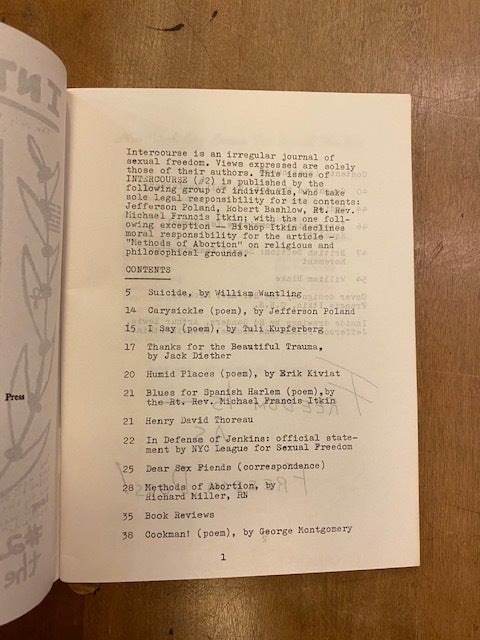 Intercourse is an irregular journal of
sexual freedom. Views expressed are solely
those of their authors. This issue of
INTERCOURSE (#2) is published by the
following group of individuals, who take
sole legal responsibility for its contents:
Jefferson Poland, Robert Bashlow, Rt. Rev.
Michael Francis Itkin; with the one fol-
owing exception -- Bishop Itkin declines
moral responsibility for the article -
"Methods of Abortion" on religious and
philosophical grounds.
CONTENTS
5 Suicide, by William Wantling
14 Carysickle (poem), by Jefferson Poland
15 I Say (poem), by Tuli Kupferberg
17 Thanks for the Beautiful Trauma,
by Jack Diether
20 Humid Places (poem), by Erik Kiviat
21 Blues for Spanish Harlem (poem),by
the Rt. Rev. Michael Francis Itkin
21 Henry David Thoreau
22 In Defense of Jenkins: official state-
ment by NYC League for Sexual Freedom
25 Dear Sex Fiends (correspondence)
28 Methods of Abortion, by
Richard Miller, RN
35 Book Reviews
38 Cockman! (poem), by George Montgomery
1
Press
INT
#2
the